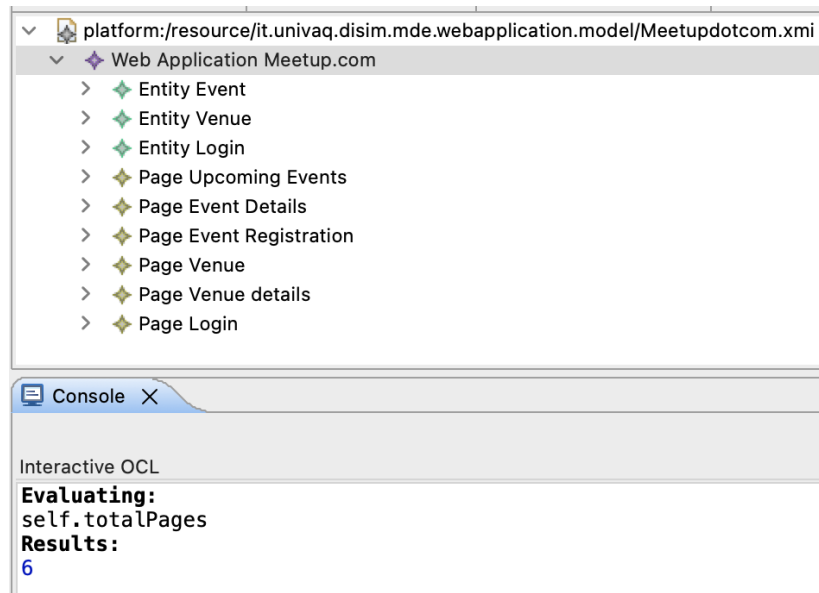 platform:/resource/it.univaq.disim.mde.webapplication.model/Meetupdotcom.xmi
Web Application Meetup.com
Entity Event
Entity Venue
Entity Login
Page Upcoming Events
Page Event Details
Page Event Registration
Page Venue
Page Venue details
Page Login
Console
Interactive OCL
Evaluating:
self.totalPages
Results:
6